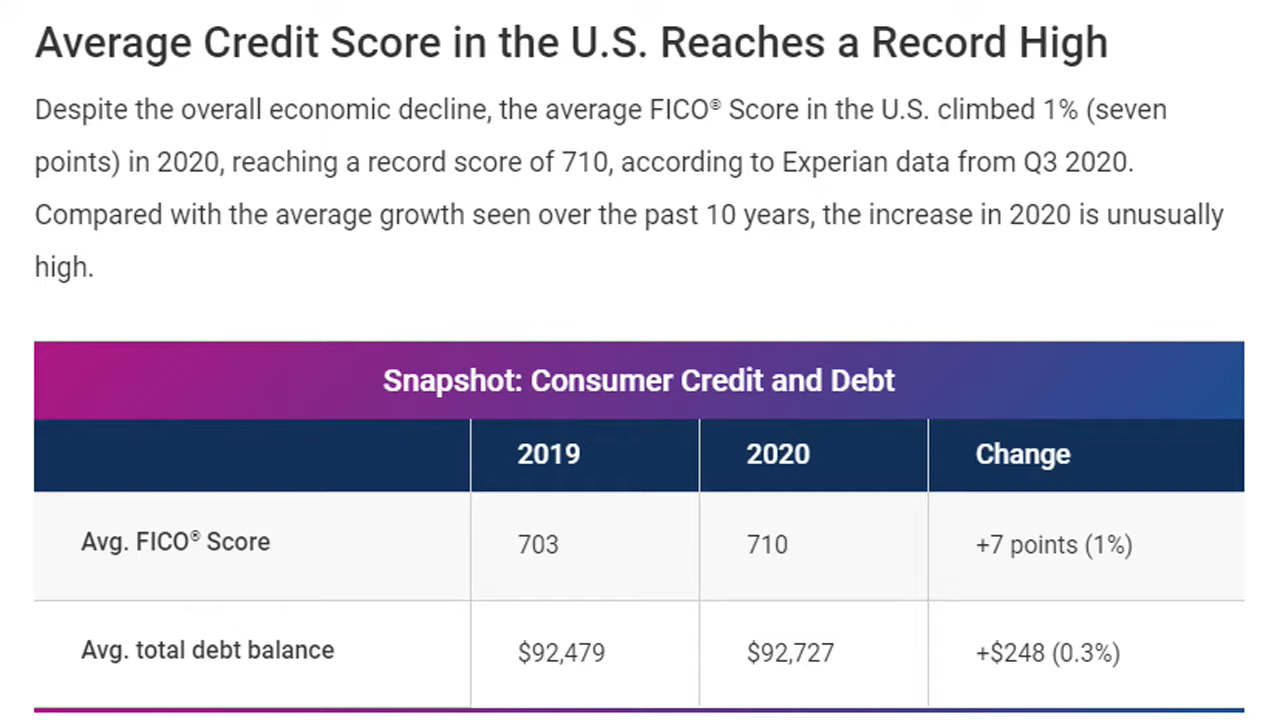 Average Credit Score in the U.S. Reaches a Record High
Despite the overall economic decline, the average FICO® Score in the U.S. climbed 1% (seven
points) in 2020, reaching a record score of 710, according to Experian data from Q3 2020.
Compared with the average growth seen over the past 10 years, the increase in 2020 is unusually
high.
Snapshot: Consumer Credit and Debt
2019 2020 Change
Avg. FICO® Score 703 710 +7 points (1%)
Avg. total debt balance $92,479 $92,727 +$248 (0.3%)